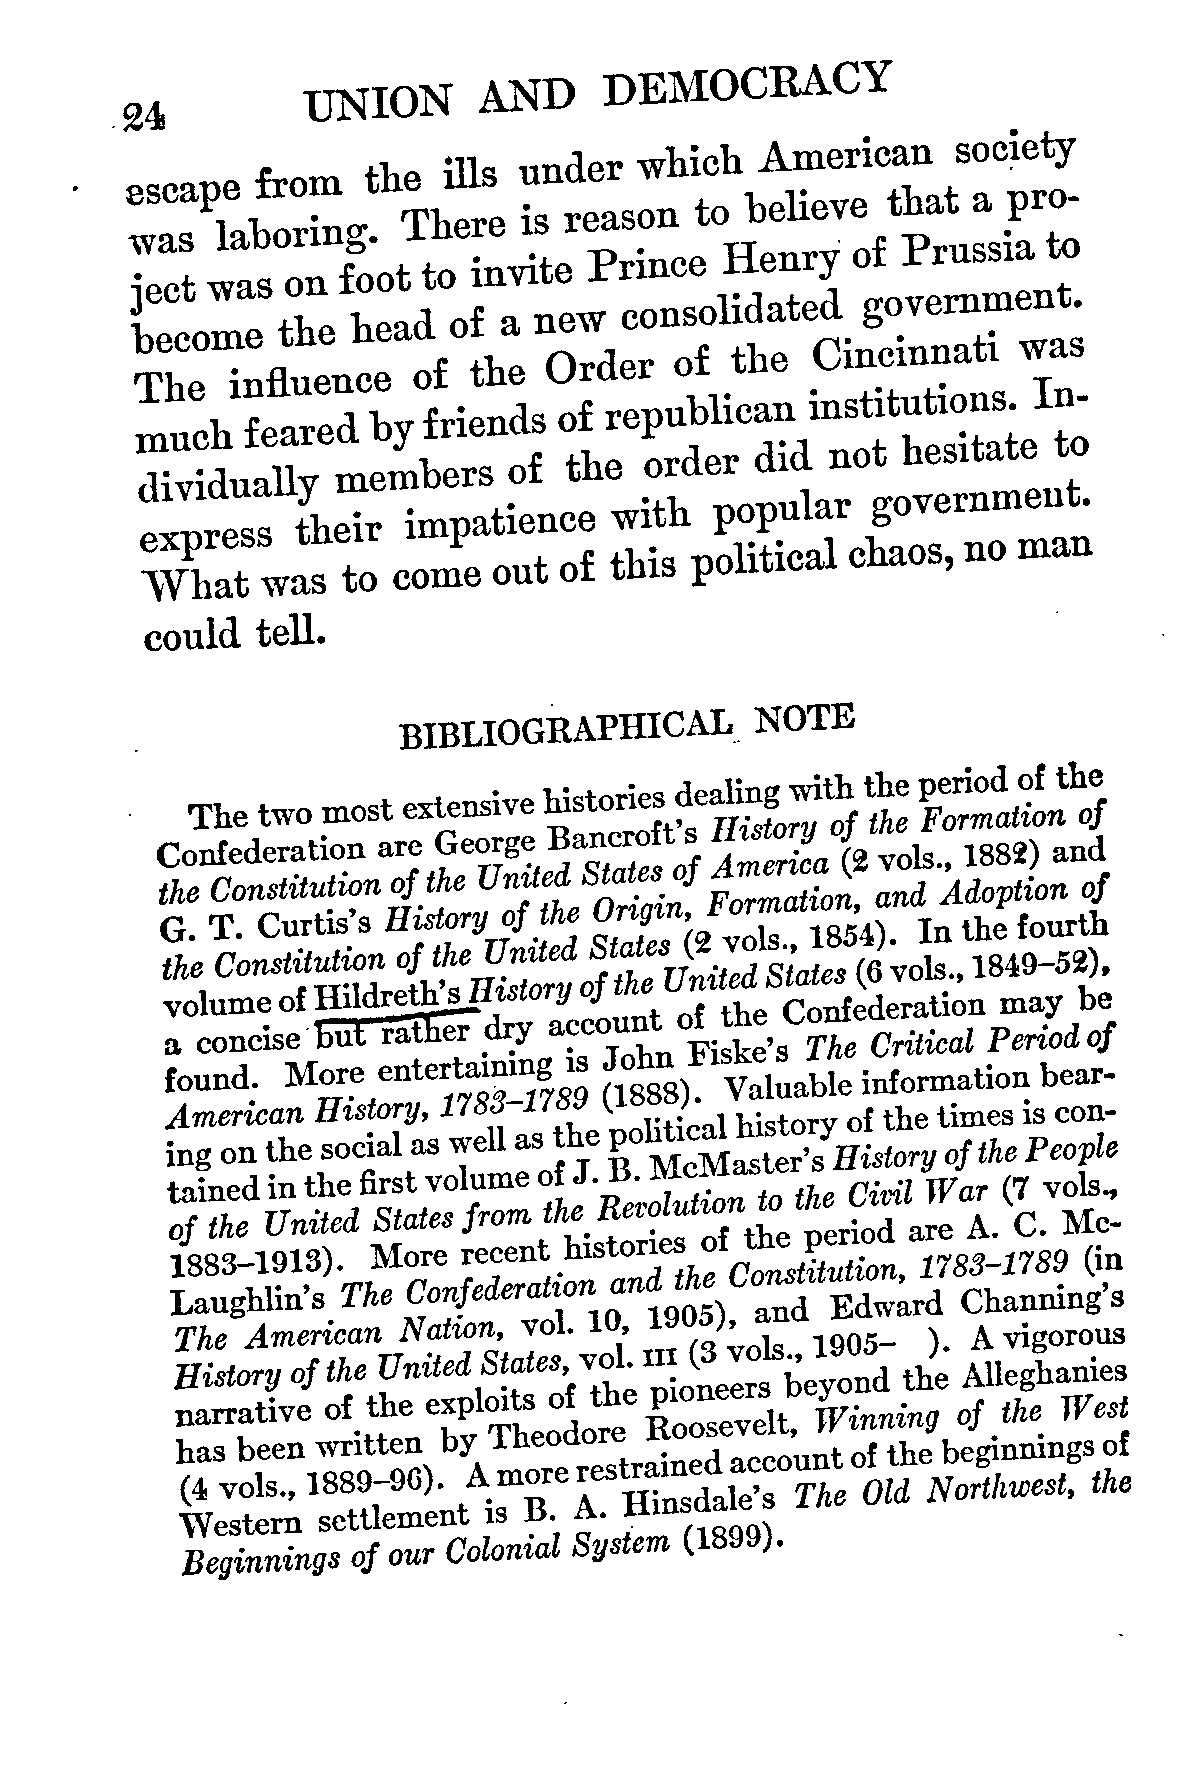 24 UNION AND DEMOCRACY
escape from the ills under which American society
was laboring. There is reason to believe that a pro-
ject was on foot to invite Prince Henry of Prussia to
become the head of a new consolidated government.
The influence of the Order of the Cincinnati was
much feared by friends of republican institutions. In-
dividually members of the order did not hesitate to
express their impatience with popular government.
What was to come out of this political chaos, no man
could tell.
BIBLIOGRAPHICAL NOTE
The two most extensive histories dealing with the period of the
Confederation are George Bancroft's History of the Formation of
the Constitution of the United States of America (2 vols., 1882) and
G. T. Curtis's History of the Origin, Formation, and Adoption of
the Constitution of the United States (2 vols., 1854). In the fourth
volume of Hildreth's History of the United States (6 vols., 1849–52),
a concise but rather dry account of the Confederation may be
found. More entertaining is John Fiske's The Critical Period of
American History, 1783–1789 (1888). Valuable information bear-
ing on the social as well as the political history of the times is con-
tained in the first volume of J. B. McMaster's History of the People
of the United States from the Revolution to the Civil War (7 vols.,
1883–1913). More recent histories of the period are A. C. Mc-
Laughlin's The Confederation and the Constitution, 1783–1789 (in
The American Nation, vol. 10, 1905), and Edward Channing's
History of the United States, vol. III (3 vols., 1905– ). A vigorous
narrative of the exploits of the pioneers beyond the Alleghanies
has been written by Theodore Roosevelt, Winning of the West
(4 vols., 1889–96). A more restrained account of the beginnings of
Western settlement is B. A. Hinsdale's The Old Northwest, the
Beginnings of our Colonial System (1899).